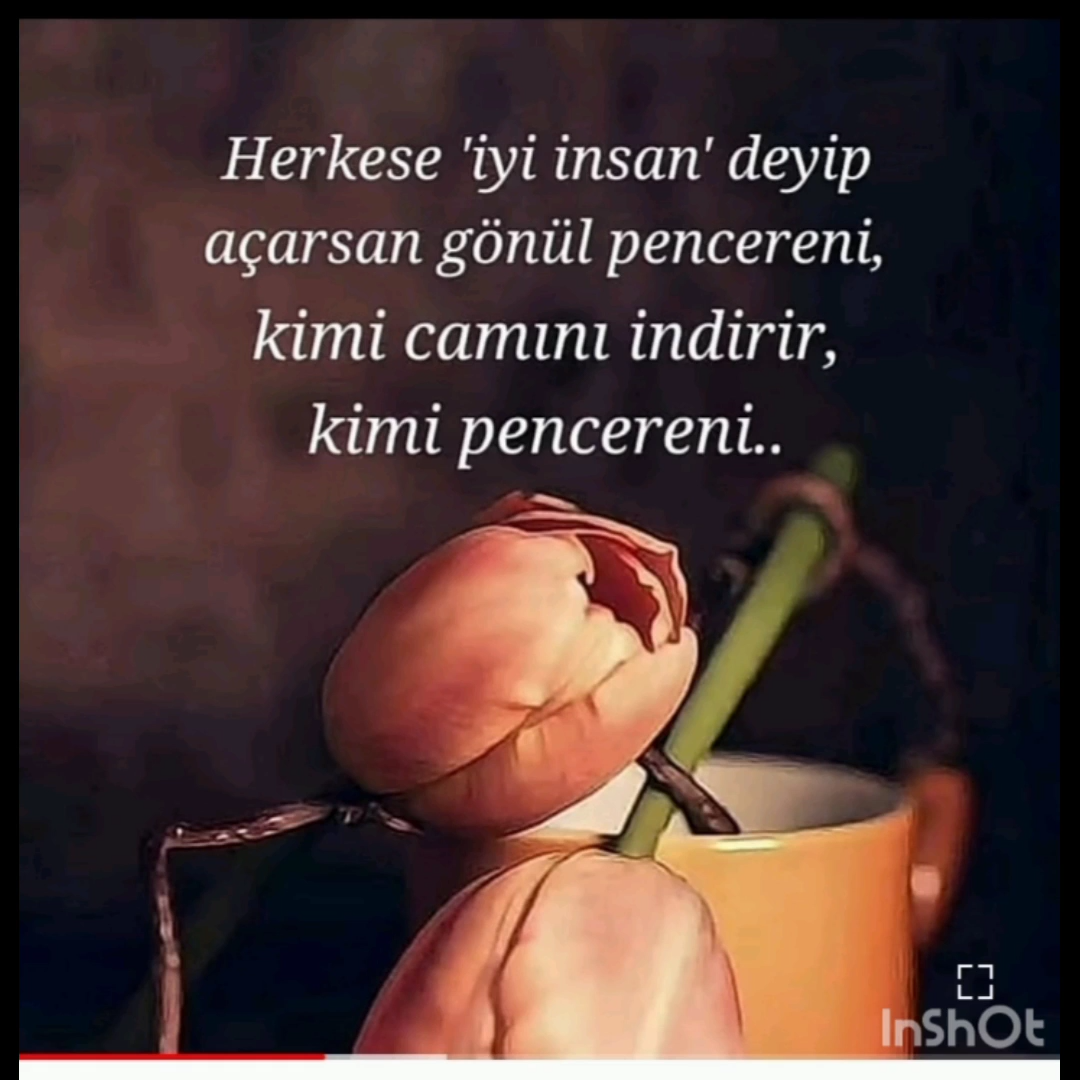 Herkese 'iyi insan' deyip
açarsan gönül pencereni,
kimi camını indirir,
kimi pencereni..
InShOt